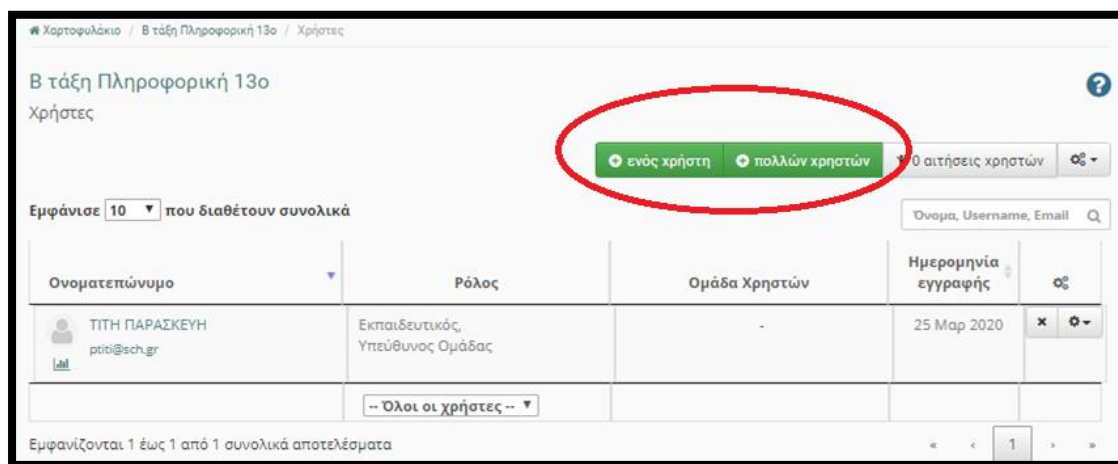 Χαρτοφυλάκιο / Β τάξη Πληροφορική 13ο / Χρήστες
Β τάξη Πληροφορική 13ο
Χρήστες
ενός χρήστη πολλών χρηστών 0 αιτήσεις χρηστών
Εμφάνισε 10 που διαθέτουν συνολικά
Όνομα, Username, Email
Ονοματεπώνυμο Ρόλος Ομάδα Χρηστών Ημερομηνία εγγραφής
ΤΙΤΗ ΠΑΡΑΣΚΕΥΗ Εκπαιδευτικός, - 25 Μαρ 2020
ptiti@sch.gr Υπεύθυνος Ομάδας
-- Όλοι οι χρήστες --
Εμφανίζονται 1 έως 1 από 1 συνολικά αποτελέσματα « ‹ 1 › »